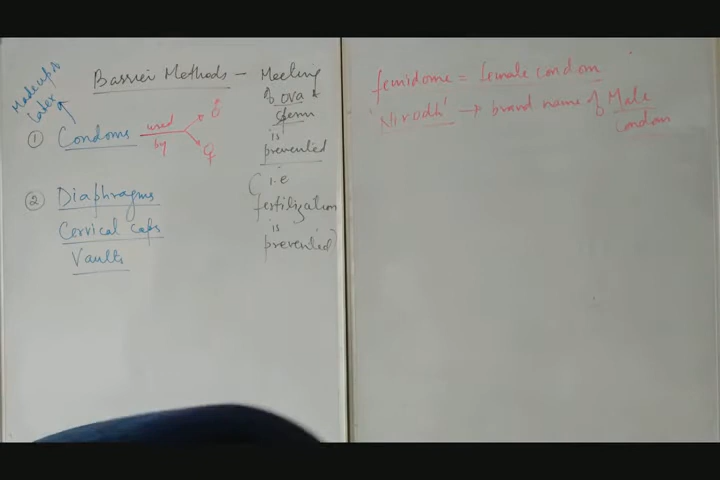 Barrier Methods - Meeting
of ova &
sperm
is
prevented
(i.e
fertilization
is
prevented)
Made up of
Latex
① Condoms used by ♂ ♀
② Diaphragms
Cervical caps
Vaults
femidome = female condom
'Nirodh' → brand name of Male
Condom